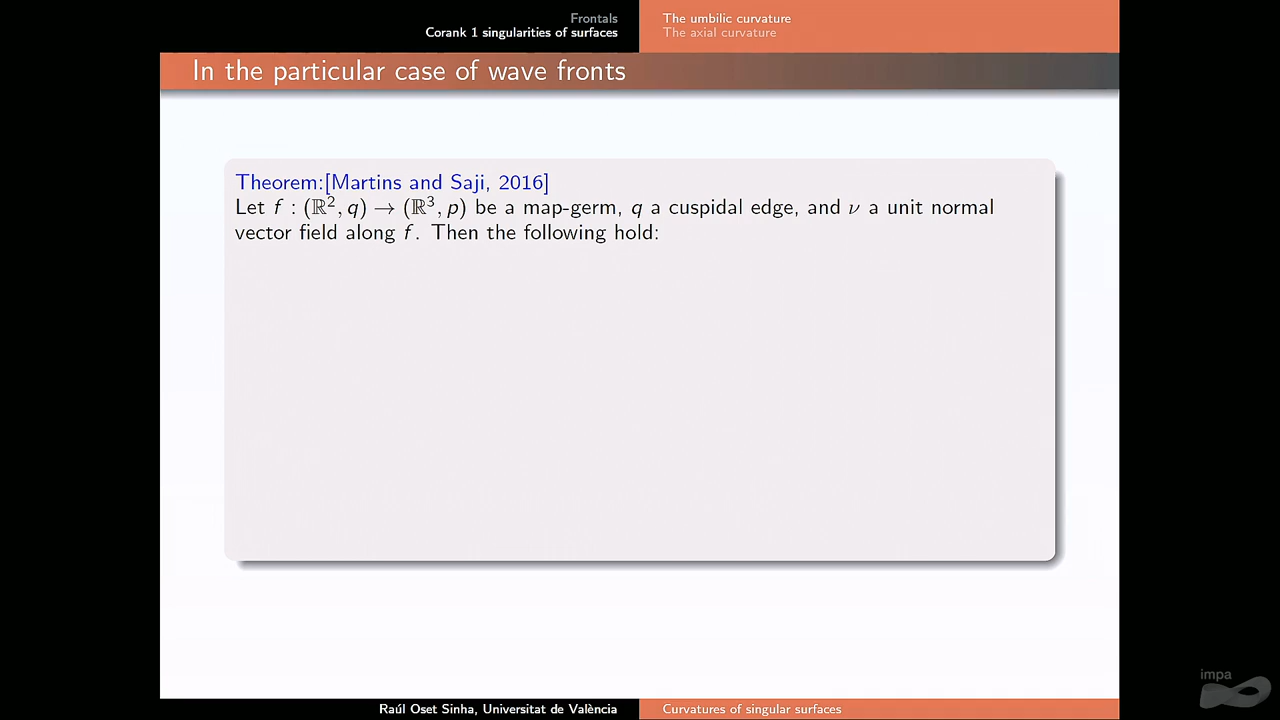 Frontals
Corank 1 singularities of surfaces
The umbilic curvature
The axial curvature
In the particular case of wave fronts
Theorem:[Martins and Saji, 2016]
Let f : (ℝ², q) → (ℝ³, p) be a map-germ, q a cuspidal edge, and ν a unit normal
vector field along f. Then the following hold:
impa
Raúl Oset Sinha, Universitat de València
Curvatures of singular surfaces